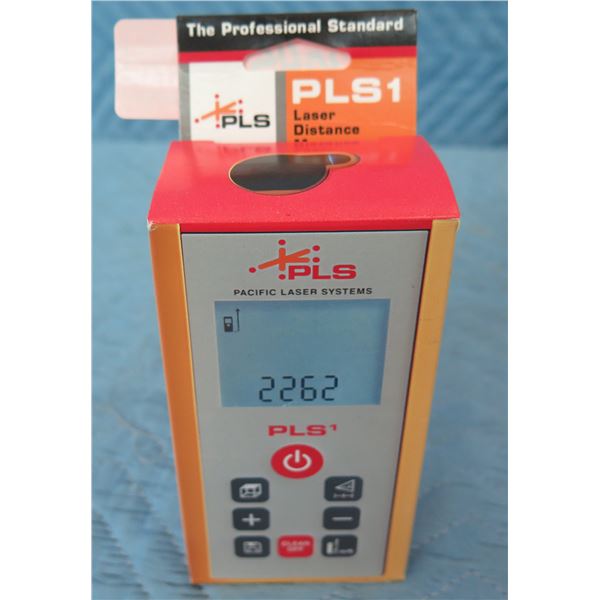 The Professional Standard
PLS
PLS1
Laser
Distance
PLS
PACIFIC LASER SYSTEMS
2262
PLS1
+
−
CLEAR
OFF